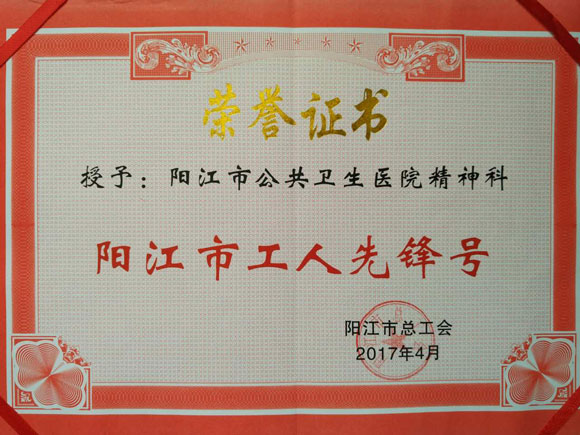 荣誉证书
授予：阳江市公共卫生医院精神科
阳江市工人先锋号
阳江市总工会
2017年4月